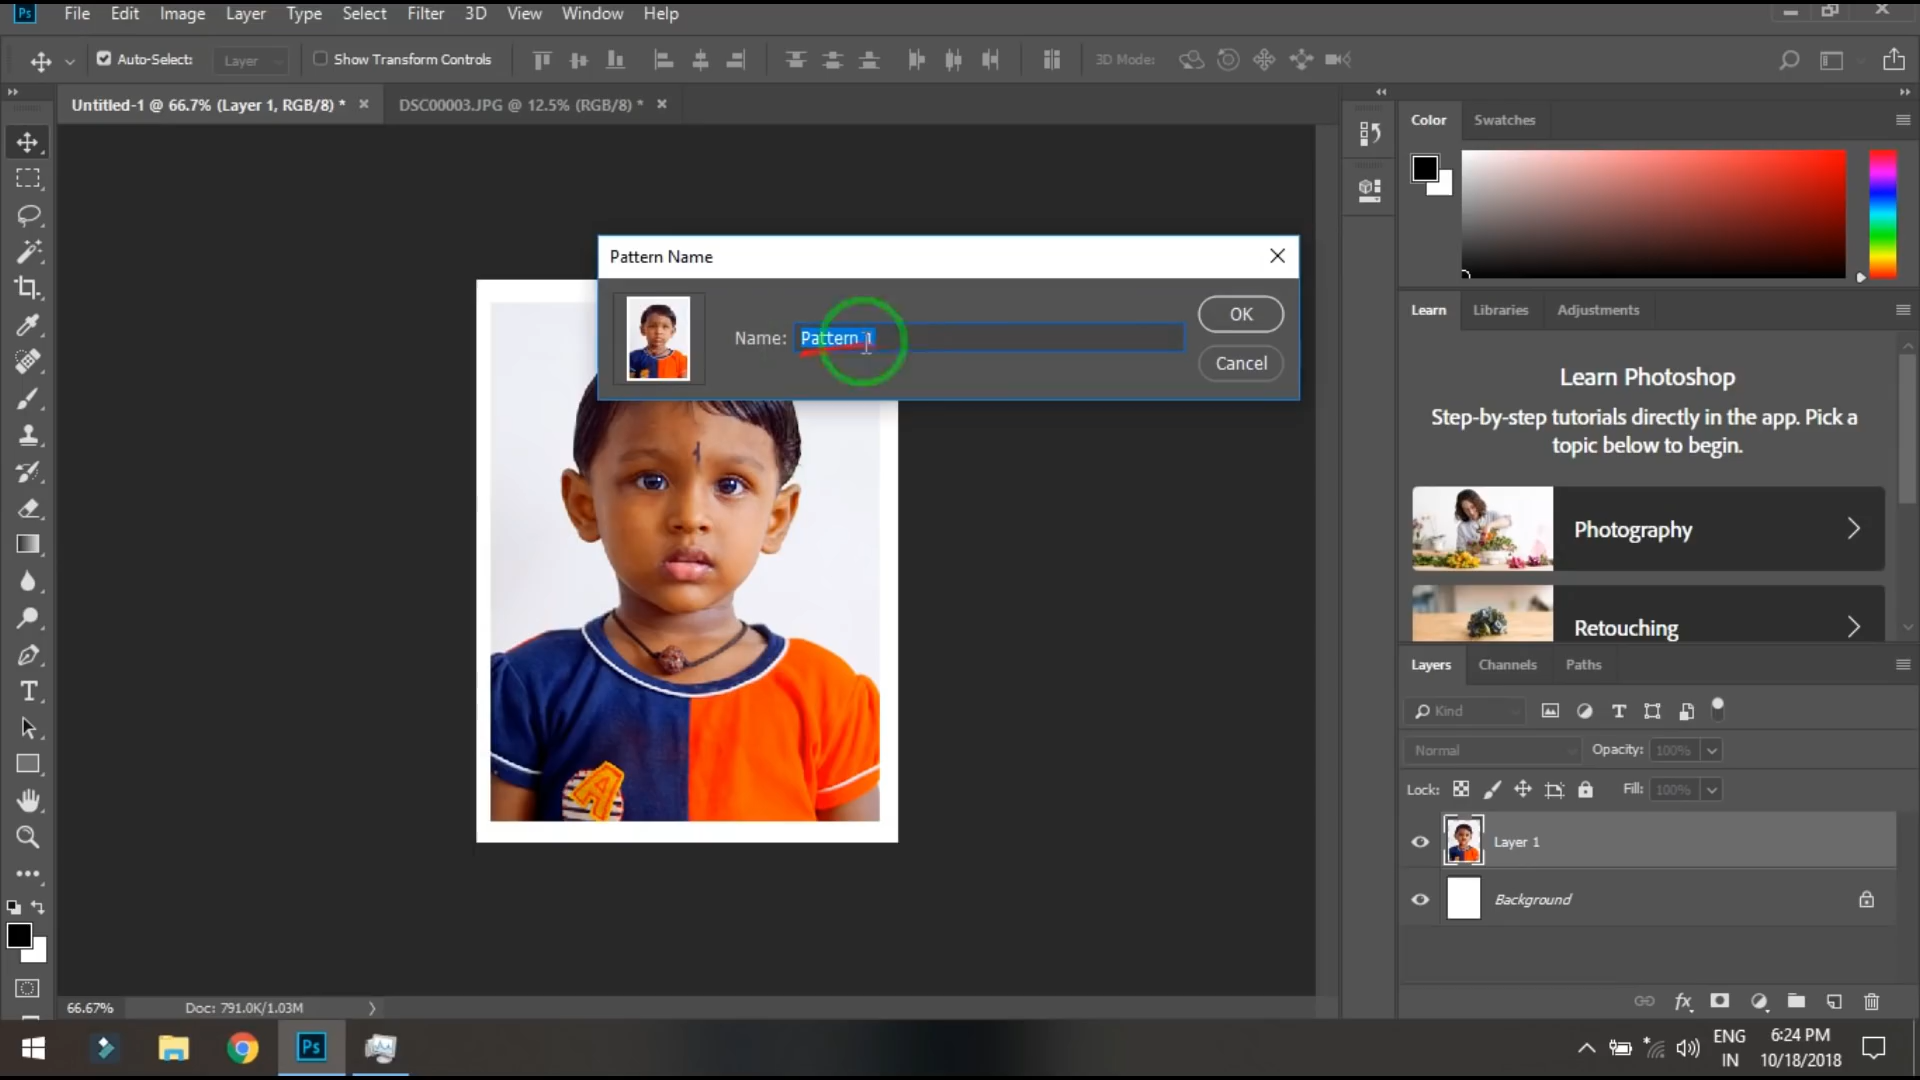 Ps File Edit Image Layer Type Select Filter 3D View Window Help
Auto-Select: Layer Show Transform Controls 3D Mode:
Untitled-1 @ 66.7% (Layer 1, RGB/8) * DSC00003.JPG @ 12.5% (RGB/8) *
Color Swatches
Pattern Name
Name: Pattern 1
OK
Cancel
Learn Libraries Adjustments
Learn Photoshop
Step-by-step tutorials directly in the app. Pick a
topic below to begin.
Photography
Retouching
Layers Channels Paths
Kind
Normal Opacity: 100%
Lock: Fill: 100%
Layer 1
Background
A
66.67% Doc: 791.0K/1.03M
Ps
ENG
IN
6:24 PM
10/18/2018